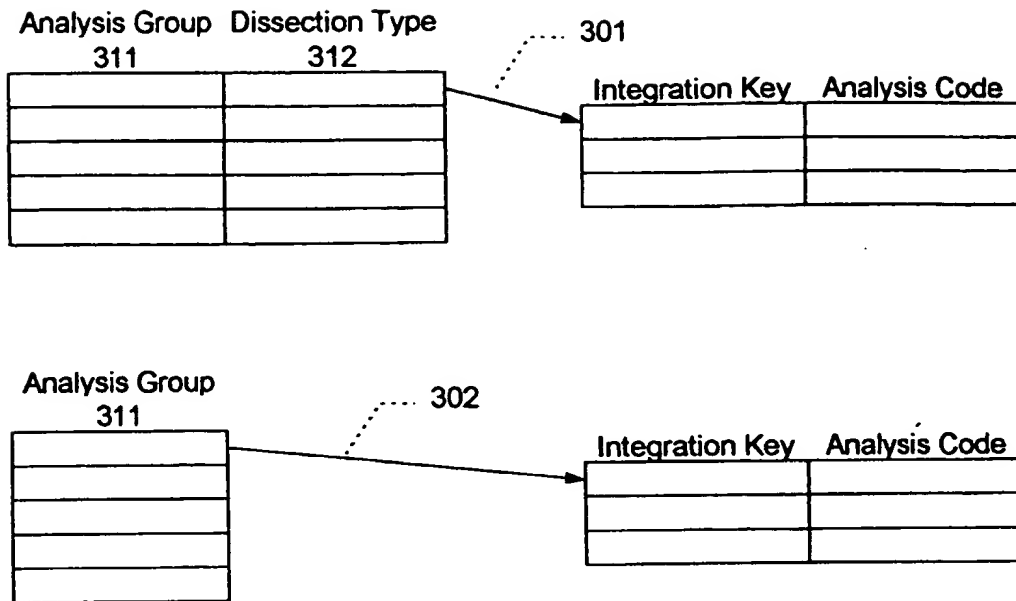 Analysis Group Dissection Type
311 312
301
Integration Key Analysis Code
Analysis Group
311
302
Integration Key Analysis Code